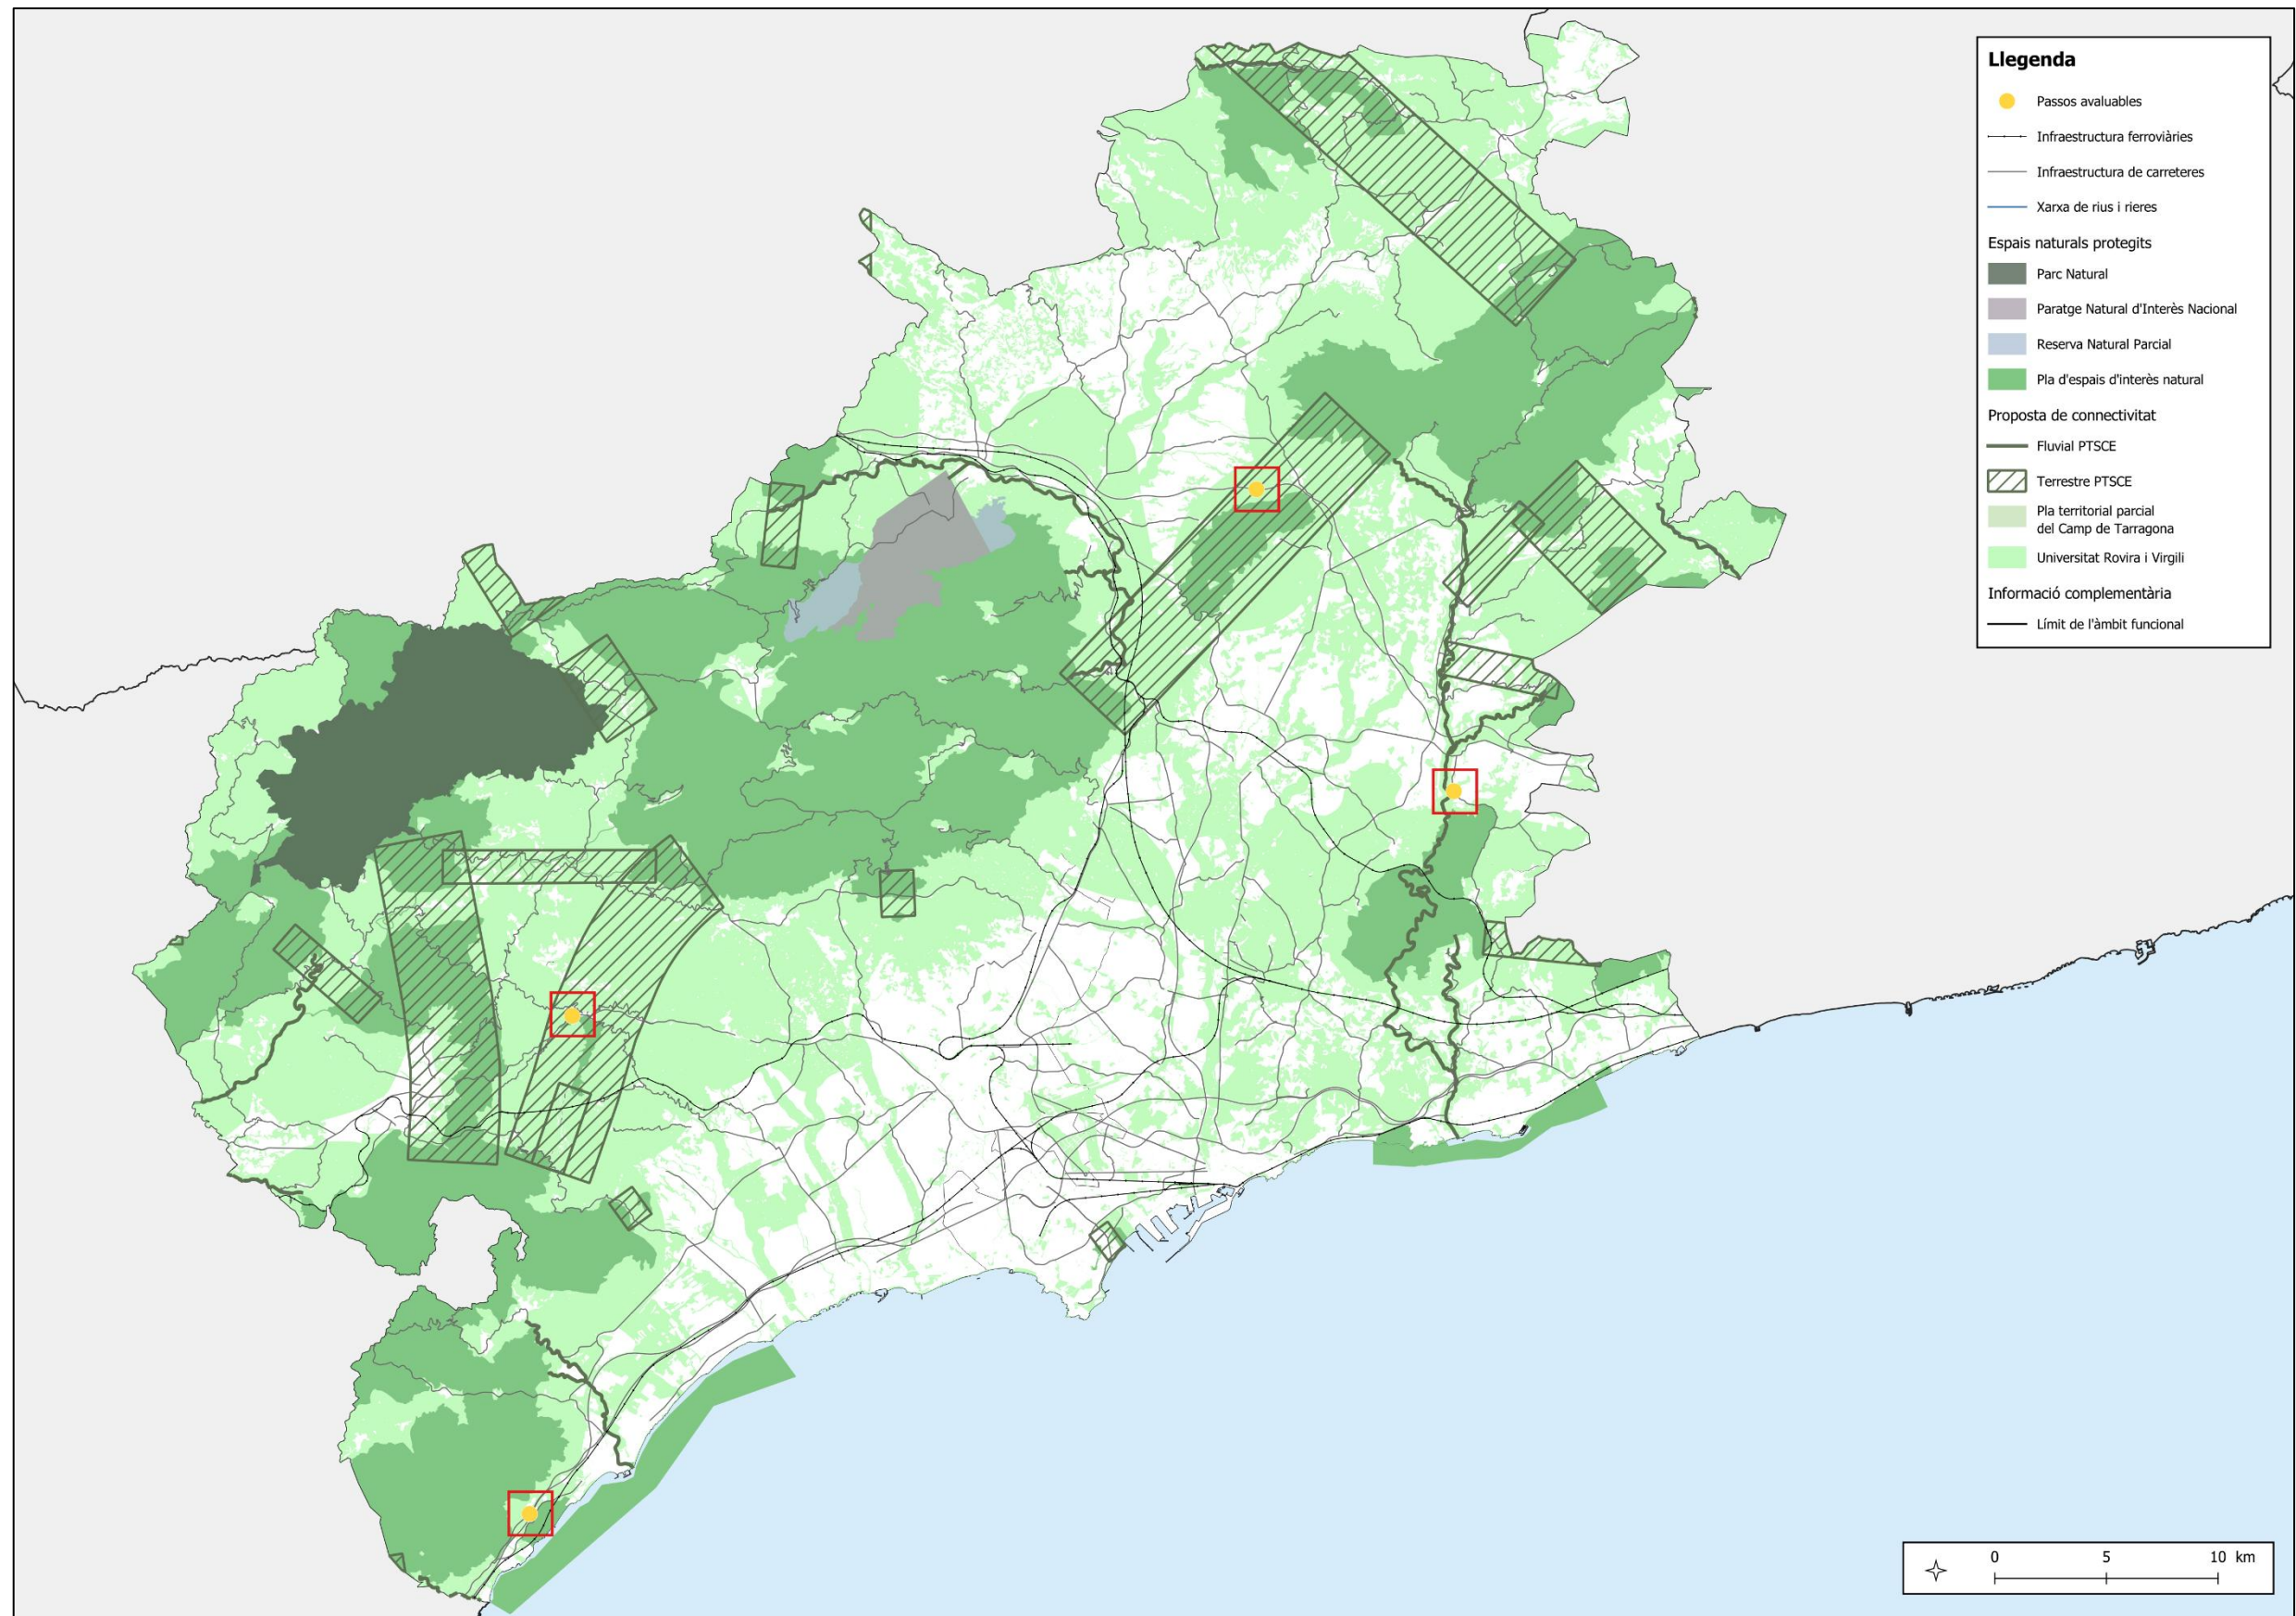 Llegenda
Passos avaluables
Infraestructura ferroviàries
Infraestructura de carreteres
Xarxa de rius i rieres
Espais naturals protegits
Parc Natural
Paratge Natural d'Interès Nacional
Reserva Natural Parcial
Pla d'espais d'interès natural
Proposta de connectivitat
Fluvial PTSCE
Terrestre PTSCE
Pla territorial parcial
del Camp de Tarragona
Universitat Rovira i Virgili
Informació complementària
Límit de l'àmbit funcional
0 5 10 km